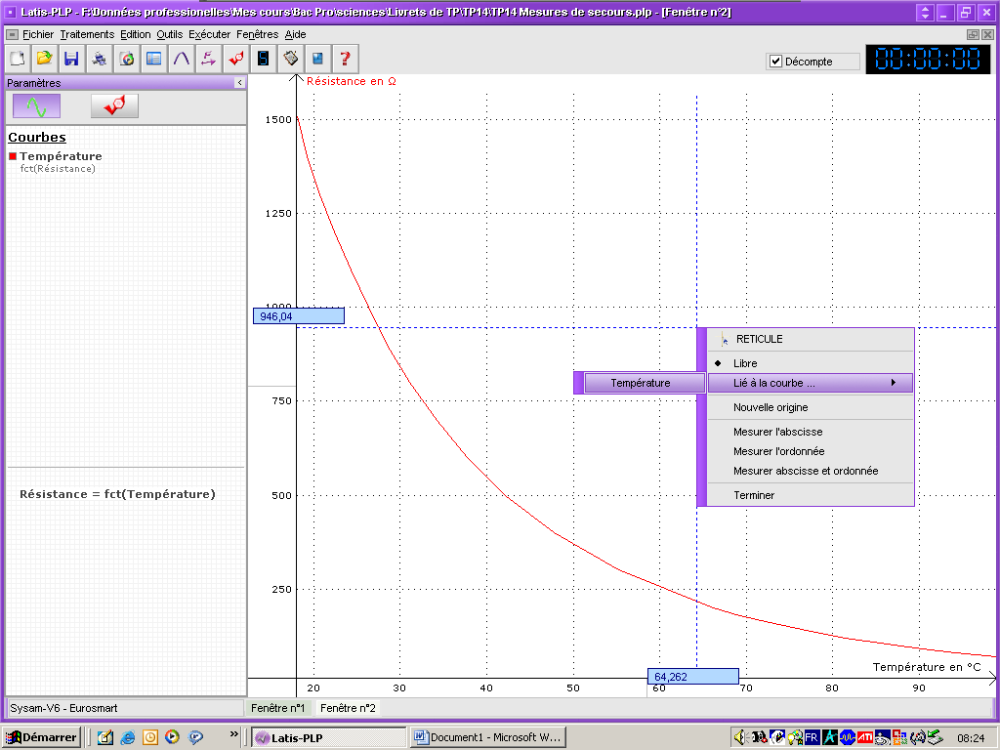 Latis-PLP - F:\Données professionelles\Mes cours\Bac Pro\sciences\Livrets de TP\TP14\TP14 Mesures de secours.plp - [Fenêtre n°2]
Fichier Traitements Edition Outils Exécuter Fenêtres Aide
Décompte
00:00:00
Paramètres
Courbes
Température
fct(Résistance)
Résistance = fct(Température)
Résistance en Ω
1500
1250
1000
946,04
750
500
250
RETICULE
Libre
Lié à la courbe ...
Température
Nouvelle origine
Mesurer l'abscisse
Mesurer l'ordonnée
Mesurer abscisse et ordonnée
Terminer
Température en °C
64,262
20 30 40 50 60 70 80 90
Sysam-V6 - Eurosmart
Fenêtre n°1 Fenêtre n°2
Démarrer
Latis-PLP
Document1 - Microsoft W...
FR
08:24